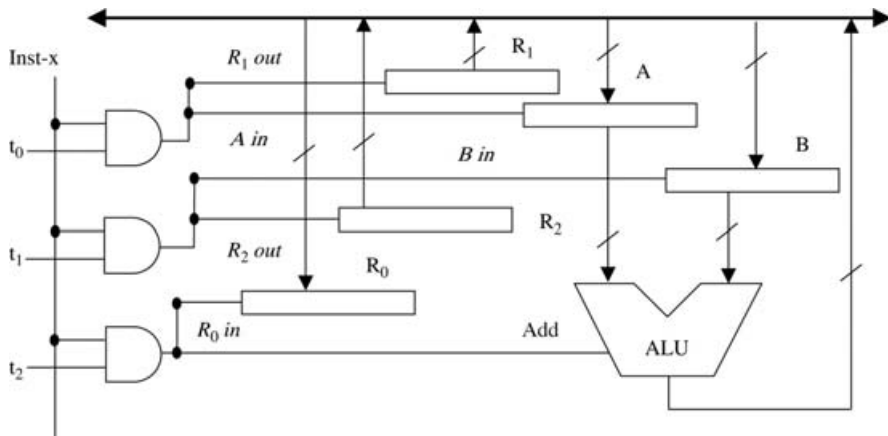 Inst-x
R₁ out
R₁
A
t₀
A in
B in
B
t₁
R₂ out
R₂
R₀
R₀ in
Add
ALU
t₂